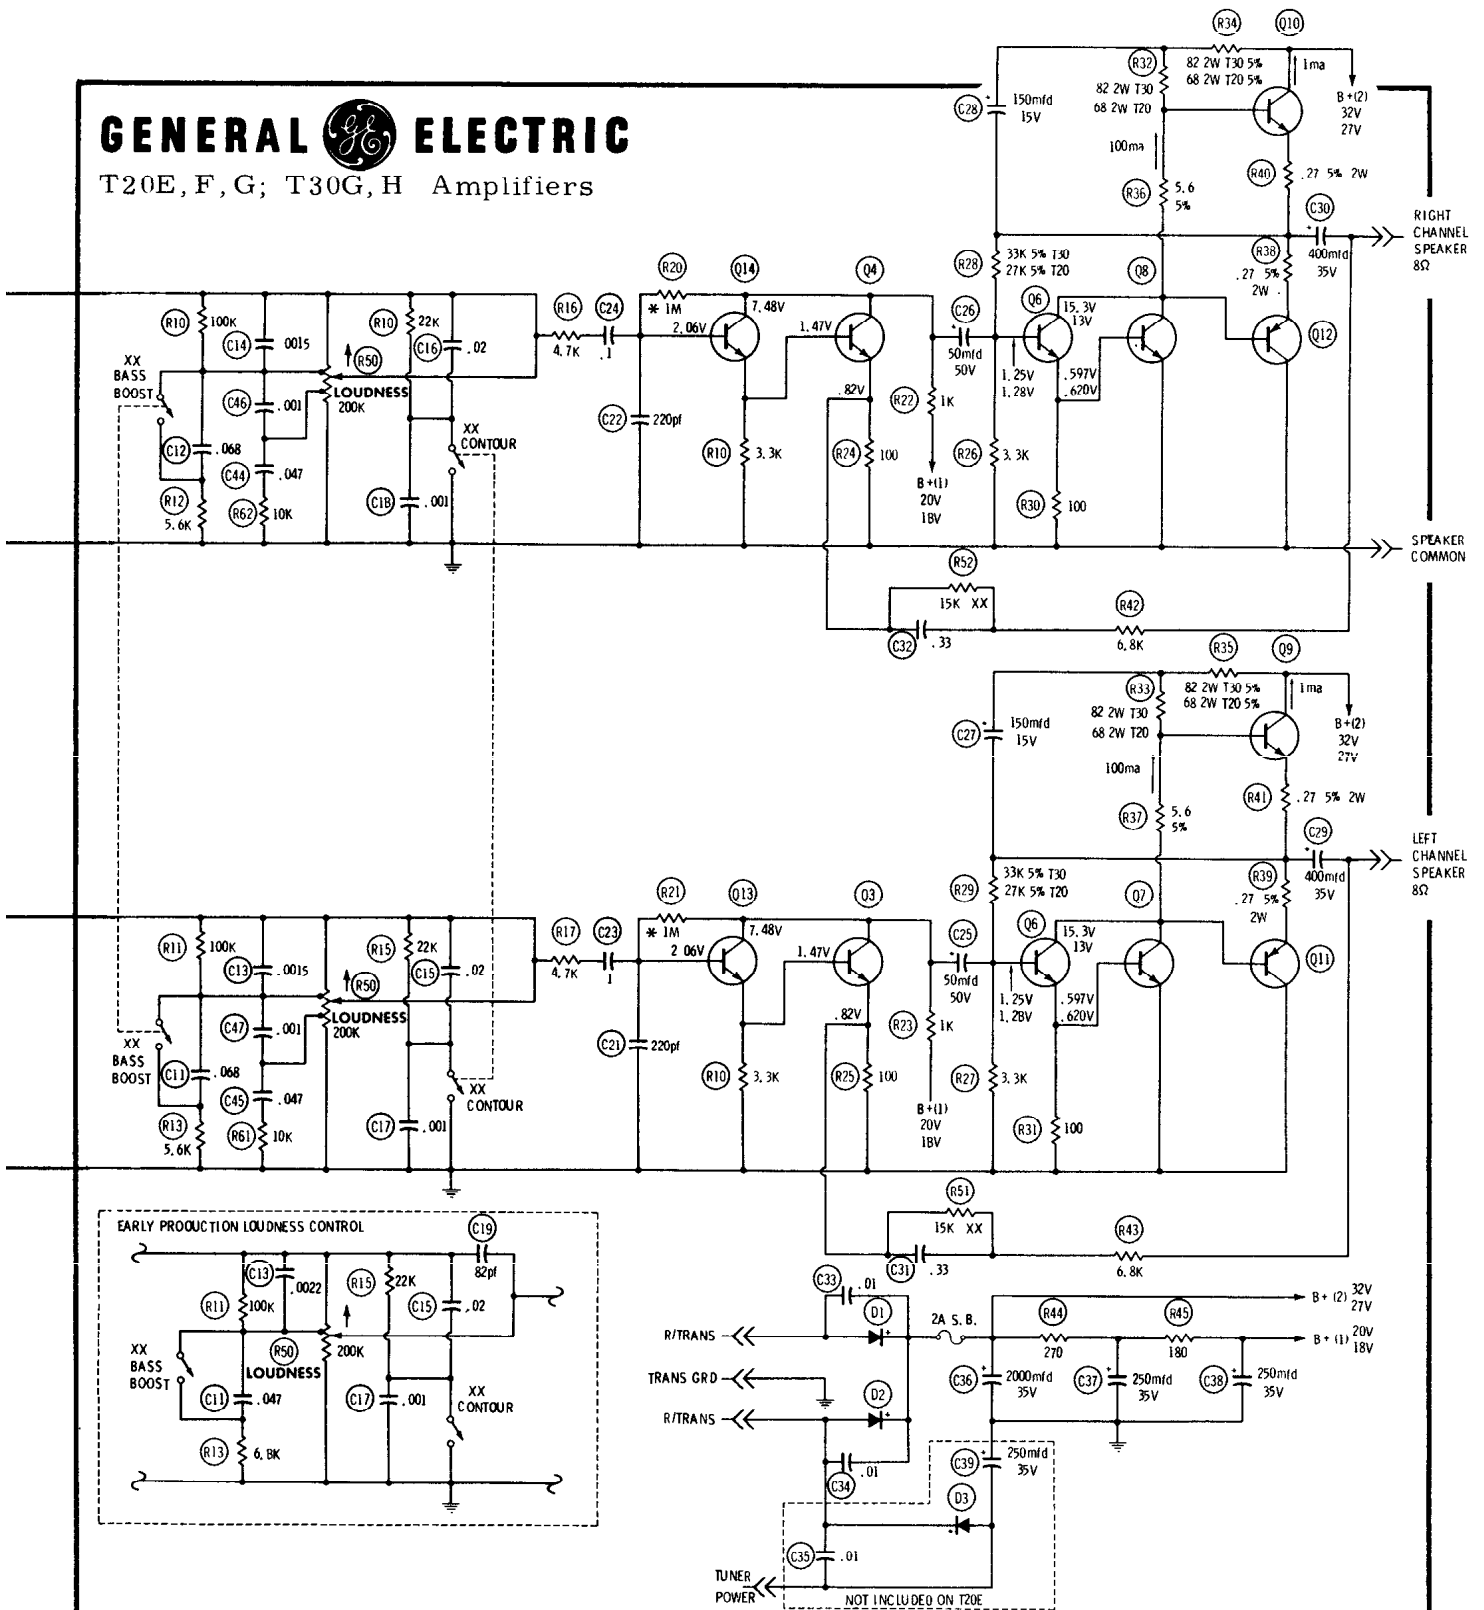 GENERAL GE ELECTRIC
T20E, F, G; T30G, H Amplifiers
R34
Q10
82 2W T30 5%
68 2W T20 5%
1ma
B+(2)
32V
27V
R32
82 2W T30
68 2W T20
C28
150mfd
15V
100ma
R36
5.6
5%
R40
.27 5% 2W
C30
400mfd
35V
RIGHT
CHANNEL
SPEAKER
8Ω
R38
.27 5%
2W
R28
33K 5% T30
27K 5% T20
R10
100K
C14
.0015
R50
LOUDNESS
200K
R10
22K
C16
.02
R16
4.7K
C24
.1
R20
* 1M
Q14
7.48V
2.06V
Q4
1.47V
.82V
C26
50mfd
50V
Q6
15.3V
13V
1.25V
1.28V
.597V
.620V
Q8
Q12
XX
BASS
BOOST
C46
.001
C12
.068
C44
.047
R12
5.6K
R62
10K
XX
CONTOUR
C1B
.001
C22
220pf
R10
3.3K
R24
100
R22
1K
B+(1)
20V
1BV
R26
3.3K
R30
100
SPEAKER
COMMON
R52
15K XX
C32
.33
R42
6.8K
R35
Q9
82 2W T30 5%
68 2W T20 5%
1ma
B+(2)
32V
27V
R33
82 2W T30
68 2W T20
C27
150mfd
15V
100ma
R37
5.6
5%
R41
.27 5% 2W
C29
400mfd
35V
LEFT
CHANNEL
SPEAKER
8Ω
R39
.27 5%
2W
R29
33K 5% T30
27K 5% T20
R11
100K
C13
.0015
R50
LOUDNESS
200K
R15
22K
C15
.02
R17
4.7K
C23
1
R21
* 1M
Q13
7.48V
2 06V
Q3
1.47V
.82V
C25
50mfd
50V
Q6
15.3V
13V
1.25V
1.2BV
.597V
.620V
Q7
Q11
XX
BASS
BOOST
C47
.001
C11
.068
C45
.047
R13
5.6K
R61
10K
XX
CONTOUR
C17
.001
C21
220pf
R10
3.3K
R25
100
R23
1K
B+(1)
20V
1BV
R27
3.3K
R31
100
R51
15K XX
C31
.33
R43
6.8K
EARLY PRODUCTION LOUDNESS CONTROL
C19
82pf
C13
.0022
R11
100K
R15
22K
C15
.02
R50
LOUDNESS
200K
XX
BASS
BOOST
C11
.047
C17
.001
XX
CONTOUR
R13
6.BK
C33
.01
D1
R/TRANS
2A S.B.
R44
270
R45
180
B+ (2) 32V
27V
B+ (1) 20V
18V
TRANS GRD
R/TRANS
D2
C34
.01
C36
2000mfd
35V
C37
250mfd
35V
C38
250mfd
35V
C39
250mfd
35V
D3
C35
.01
TUNER
POWER
NOT INCLUDED ON T20E